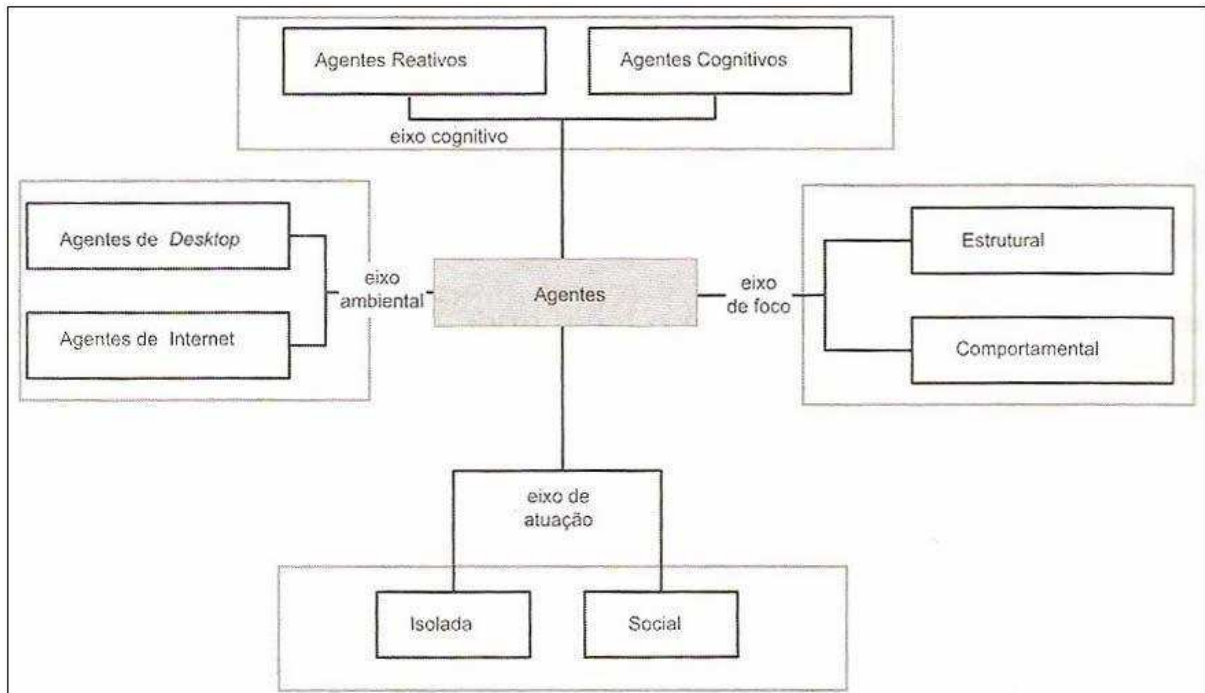 Agentes Reativos
Agentes Cognitivos
eixo cognitivo
Agentes de Desktop
Agentes de Internet
eixo
ambiental
Agentes
eixo
de foco
Estrutural
Comportamental
eixo de
atuação
Isolada
Social